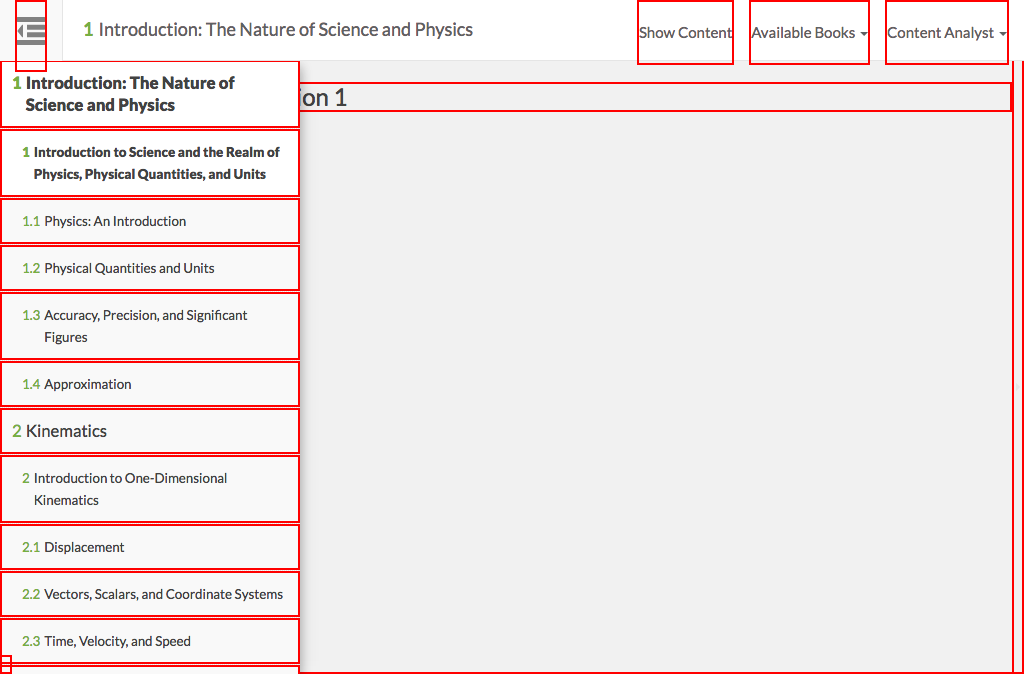 1 Introduction: The Nature of Science and Physics
Show Content
Available Books
Content Analyst
1 Introduction: The Nature of
Science and Physics
on 1
1 Introduction to Science and the Realm of
Physics, Physical Quantities, and Units
1.1 Physics: An Introduction
1.2 Physical Quantities and Units
1.3 Accuracy, Precision, and Significant
Figures
1.4 Approximation
2 Kinematics
2 Introduction to One-Dimensional
Kinematics
2.1 Displacement
2.2 Vectors, Scalars, and Coordinate Systems
2.3 Time, Velocity, and Speed